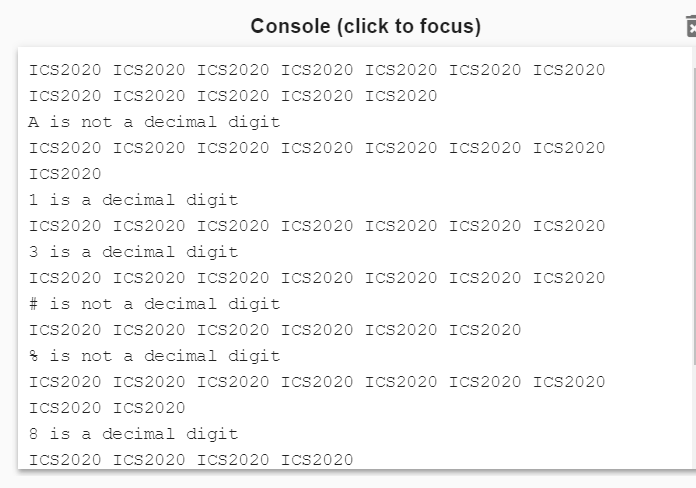 Console (click to focus)
ICS2020 ICS2020 ICS2020 ICS2020 ICS2020 ICS2020 ICS2020
ICS2020 ICS2020 ICS2020 ICS2020 ICS2020
A is not a decimal digit
ICS2020 ICS2020 ICS2020 ICS2020 ICS2020 ICS2020 ICS2020
ICS2020
1 is a decimal digit
ICS2020 ICS2020 ICS2020 ICS2020 ICS2020 ICS2020 ICS2020
3 is a decimal digit
ICS2020 ICS2020 ICS2020 ICS2020 ICS2020 ICS2020 ICS2020
# is not a decimal digit
ICS2020 ICS2020 ICS2020 ICS2020 ICS2020 ICS2020
% is not a decimal digit
ICS2020 ICS2020 ICS2020 ICS2020 ICS2020 ICS2020 ICS2020
ICS2020 ICS2020
8 is a decimal digit
ICS2020 ICS2020 ICS2020 ICS2020